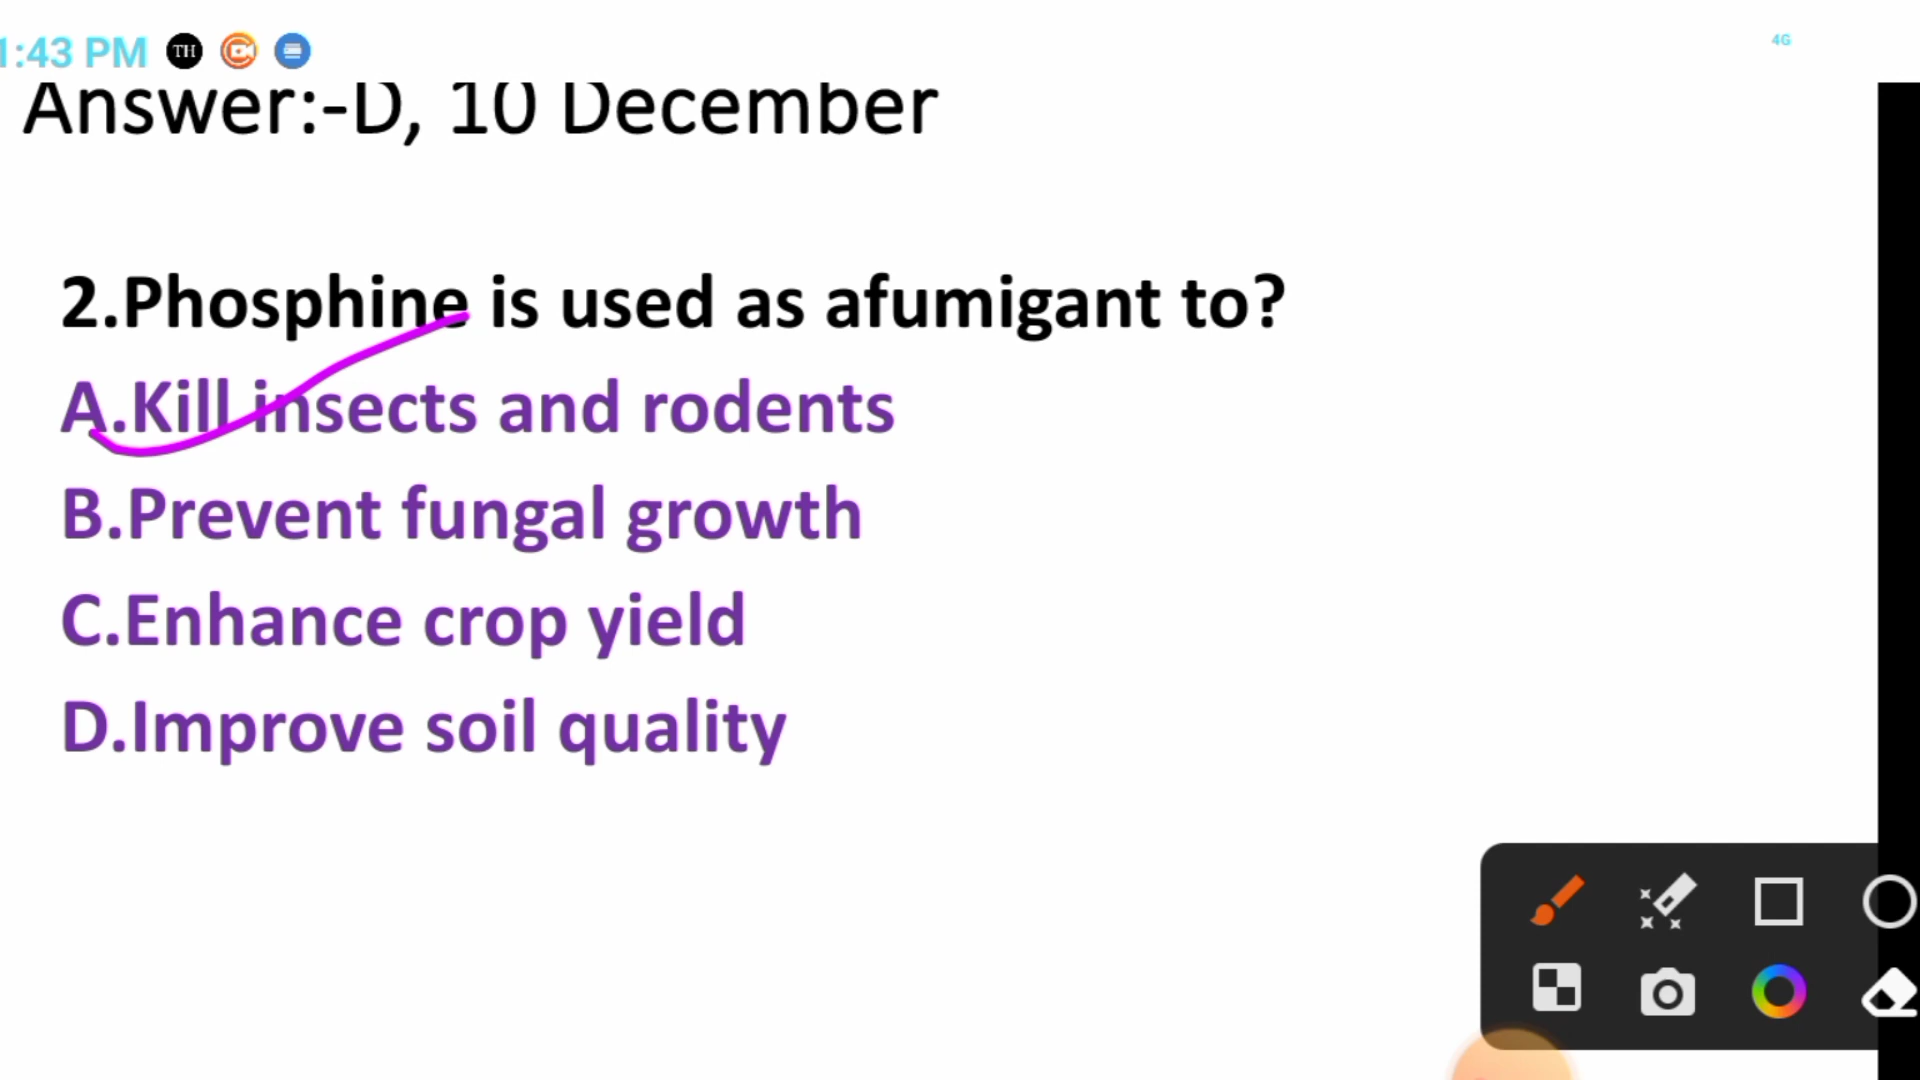 1:43 PM TH 4G
Answer:-D, 10 December
2.Phosphine is used as afumigant to?
A.Kill insects and rodents
B.Prevent fungal growth
C.Enhance crop yield
D.Improve soil quality